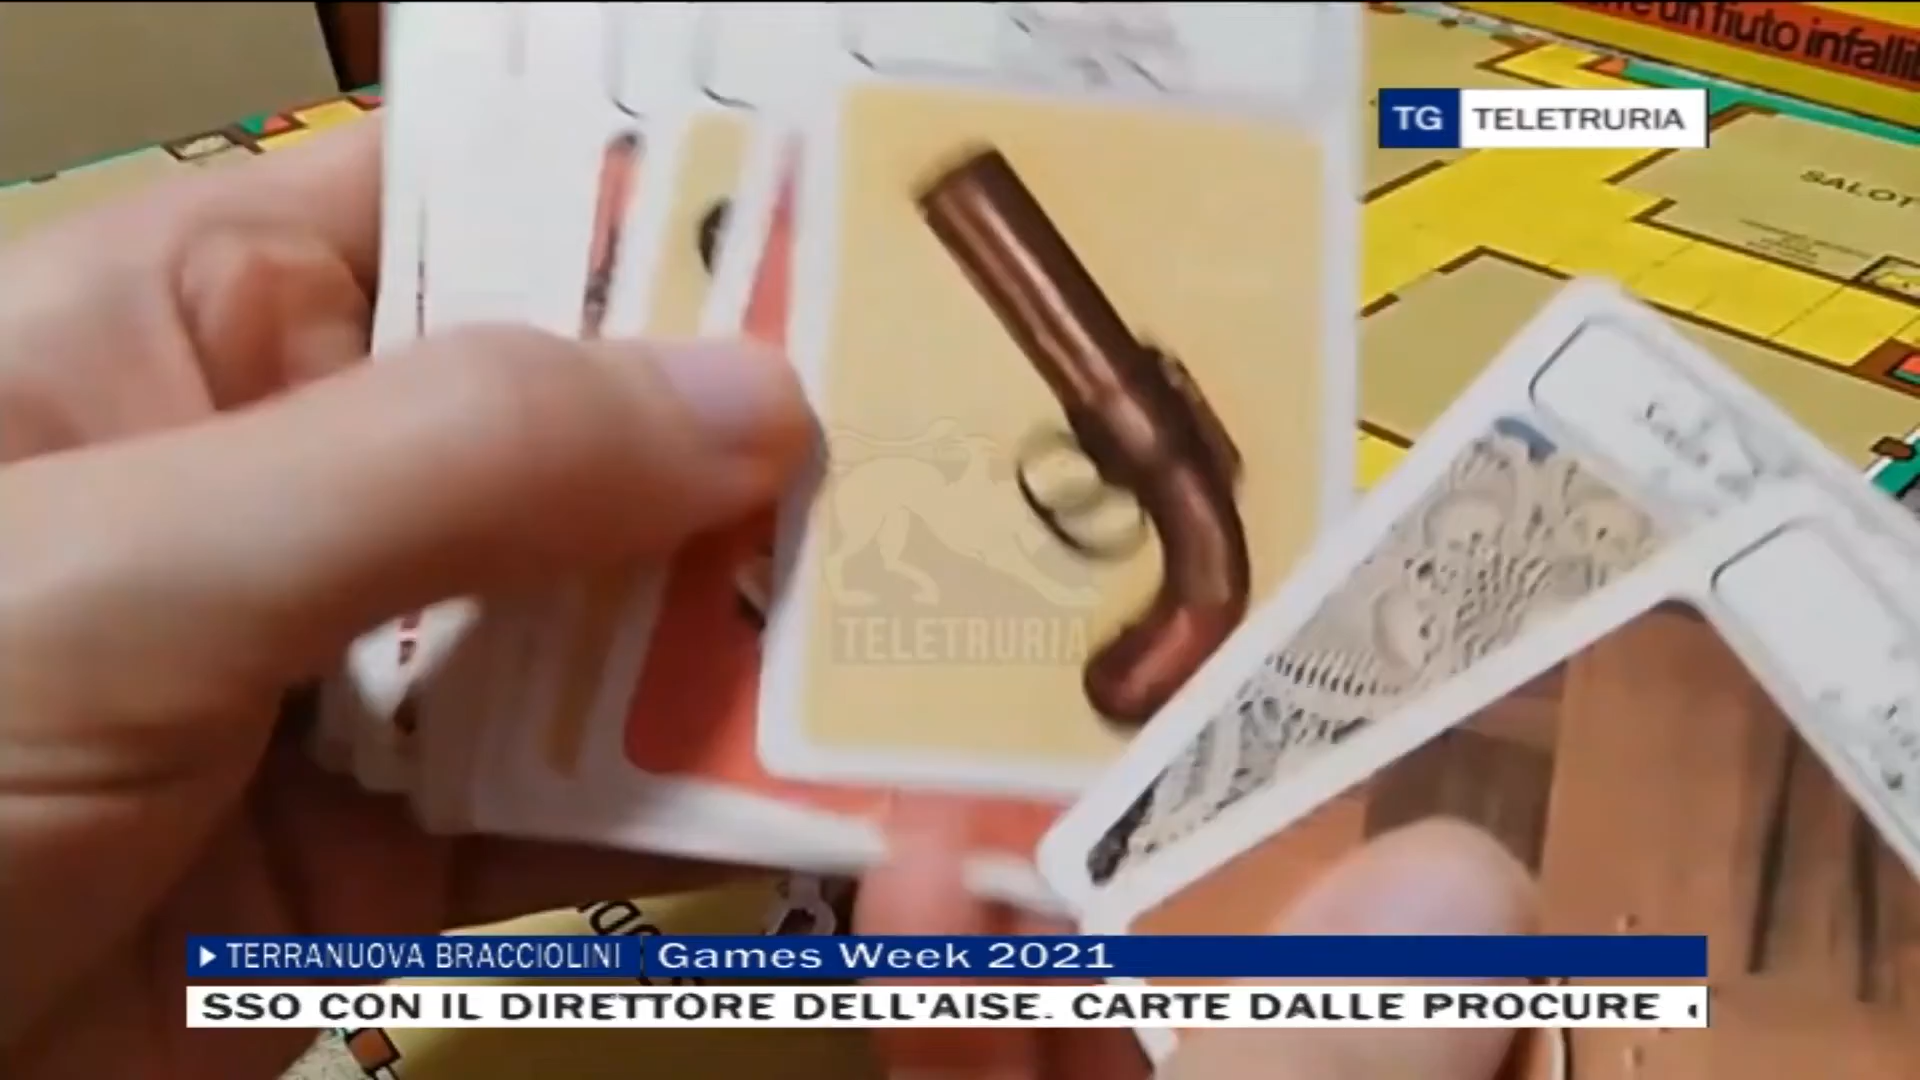 un fiuto infallib
TG TELETRURIA
SALOT
TELETRURIA
TERRANUOVA BRACCIOLINI Games Week 2021
SSO CON IL DIRETTORE DELL'AISE. CARTE DALLE PROCURE